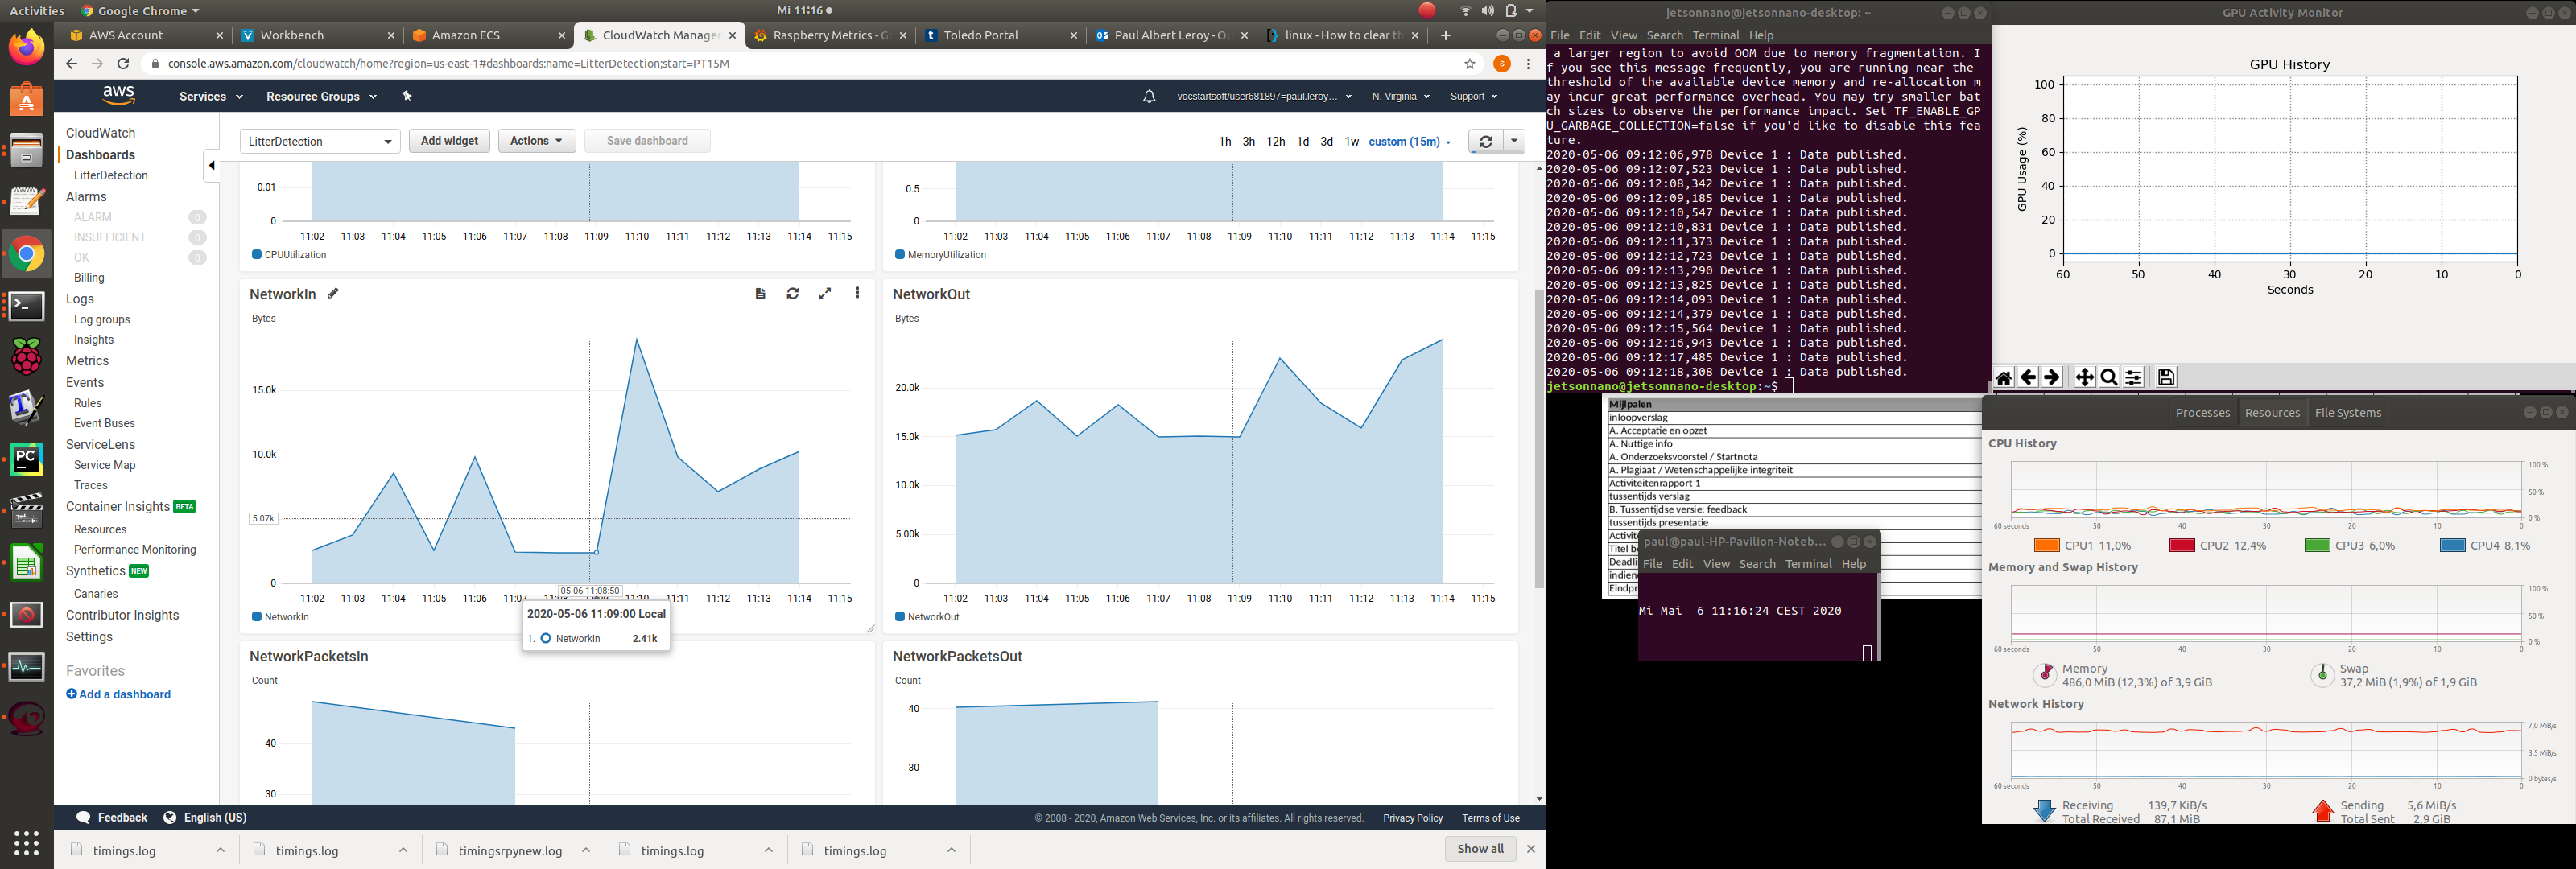 Activities Google Chrome Mi 11:16
AWS Account
Workbench
Amazon ECS
CloudWatch Manager
Raspberry Metrics - Gr
Toledo Portal
Paul Albert Leroy - Ou
linux - How to clear th
console.aws.amazon.com/cloudwatch/home?region=us-east-1#dashboards:name=LitterDetection;start=PT15M
aws Services Resource Groups vocstartsoft/user681897=paul.leroy... N. Virginia Support
CloudWatch
Dashboards
LitterDetection
Alarms
ALARM 0
INSUFFICIENT 0
OK 0
Billing
Logs
Log groups
Insights
Metrics
Events
Rules
Event Buses
ServiceLens
Service Map
Traces
Container Insights BETA
Resources
Performance Monitoring
Synthetics NEW
Canaries
Contributor Insights
Settings
Favorites
Add a dashboard
LitterDetection Add widget Actions Save dashboard 1h 3h 12h 1d 3d 1w custom (15m)
0.01
0
11:02 11:03 11:04 11:05 11:06 11:07 11:08 11:09 11:10 11:11 11:12 11:13 11:14 11:15
CPUUtilization
0.5
0
11:02 11:03 11:04 11:05 11:06 11:07 11:08 11:09 11:10 11:11 11:12 11:13 11:14 11:15
MemoryUtilization
NetworkIn
Bytes
15.0k
10.0k
5.07k
0
05-06 11:08:50
11:02 11:03 11:04 11:05 11:06 11:07 11:08 11:10 11:11 11:12 11:13 11:14 11:15
NetworkIn
2020-05-06 11:09:00 Local
1. NetworkIn 2.41k
NetworkOut
Bytes
20.0k
15.0k
10.0k
5.00k
0
11:02 11:03 11:04 11:05 11:06 11:07 11:08 11:09 11:10 11:11 11:12 11:13 11:14 11:15
NetworkOut
NetworkPacketsIn
Count
40
30
NetworkPacketsOut
Count
40
30
Feedback English (US) © 2008 - 2020, Amazon Web Services, Inc. or its affiliates. All rights reserved. Privacy Policy Terms of Use
timings.log timings.log timingsrpynew.log timings.log timings.log Show all
jetsonnano@jetsonnano-desktop: ~
File Edit View Search Terminal Help
a larger region to avoid OOM due to memory fragmentation. I
f you see this message frequently, you are running near the
threshold of the available device memory and re-allocation m
ay incur great performance overhead. You may try smaller bat
ch sizes to observe the performance impact. Set TF_ENABLE_GP
U_GARBAGE_COLLECTION=false if you'd like to disable this fea
ture.
2020-05-06 09:12:06,978 Device 1 : Data published.
2020-05-06 09:12:07,523 Device 1 : Data published.
2020-05-06 09:12:08,342 Device 1 : Data published.
2020-05-06 09:12:09,185 Device 1 : Data published.
2020-05-06 09:12:10,547 Device 1 : Data published.
2020-05-06 09:12:10,831 Device 1 : Data published.
2020-05-06 09:12:11,373 Device 1 : Data published.
2020-05-06 09:12:12,723 Device 1 : Data published.
2020-05-06 09:12:13,290 Device 1 : Data published.
2020-05-06 09:12:13,825 Device 1 : Data published.
2020-05-06 09:12:14,093 Device 1 : Data published.
2020-05-06 09:12:14,379 Device 1 : Data published.
2020-05-06 09:12:15,564 Device 1 : Data published.
2020-05-06 09:12:16,943 Device 1 : Data published.
2020-05-06 09:12:17,485 Device 1 : Data published.
2020-05-06 09:12:18,308 Device 1 : Data published.
jetsonnano@jetsonnano-desktop:~$
Mijlpalen
inloopverslag
A. Acceptatie en opzet
A. Nuttige info
A. Onderzoeksvoorstel / Startnota
A. Plagiaat / Wetenschappelijke integriteit
Activiteitenrapport 1
tussentijds verslag
B. Tussentijdse versie: feedback
tussentijds presentatie
Activite
Titel be
Deadli
indien
Eindpr
paul@paul-HP-Pavilion-Noteb...
File Edit View Search Terminal Help
Mi Mai 6 11:16:24 CEST 2020
GPU Activity Monitor
GPU History
GPU Usage (%)
100
80
60
40
20
0
60 50 40 30 20 10 0
Seconds
Processes Resources File Systems
CPU History
100 %
50 %
0 %
60 seconds 50 40 30 20 10 0
CPU1 11,0% CPU2 12,4% CPU3 6,0% CPU4 8,1%
Memory and Swap History
100 %
50 %
0 %
60 seconds 50 40 30 20 10 0
Memory
486,0 MiB (12,3%) of 3,9 GiB
Swap
37,2 MiB (1,9%) of 1,9 GiB
Network History
7,0 MiB/s
3,5 MiB/s
0 bytes/s
60 seconds 50 40 30 20 10 0
Receiving 139,7 KiB/s
Total Received 87,1 MiB
Sending 5,6 MiB/s
Total Sent 2,9 GiB